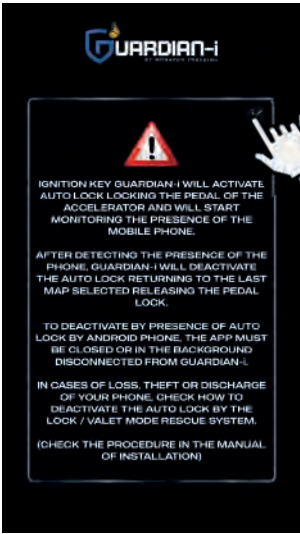 GUARDIAN-i
IGNITION KEY GUARDIAN-i WILL ACTIVATE
AUTO LOCK LOCKING THE PEDAL OF THE
ACCELERATOR AND WILL START
MONITORING THE PRESENCE OF THE
MOBILE PHONE.
AFTER DETECTING THE PRESENCE OF THE
PHONE, GUARDIAN-i WILL DEACTIVATE
THE AUTO LOCK RETURNING TO THE LAST
MAP SELECTED RELEASING THE PEDAL
LOCK.
TO DEACTIVATE BY PRESENCE OF AUTO
LOCK BY ANDROID PHONE, THE APP MUST
BE CLOSED OR IN THE BACKGROUND
DISCONNECTED FROM GUARDIAN-i.
IN CASES OF LOSS, THEFT OR DISCHARGE
OF YOUR PHONE, CHECK HOW TO
DEACTIVATE THE AUTO LOCK BY THE
LOCK / VALET MODE RESCUE SYSTEM.
(CHECK THE PROCEDURE IN THE MANUAL
OF INSTALLATION)